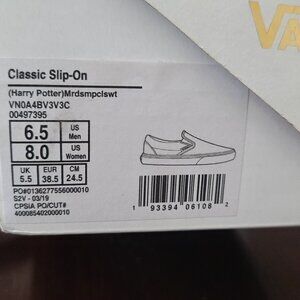 VA
Classic Slip-On
(Harry Potter)Mrdsmpclswt
VN0A4BV3V3C
00497395
6.5 US Men
8.0 US Women
UK EUR CM
5.5 38.5 24.5
PO#0136277556000010
S2V - 03/19
CPSIA PO/CUT#
400085402000010
1 93394 06108 2